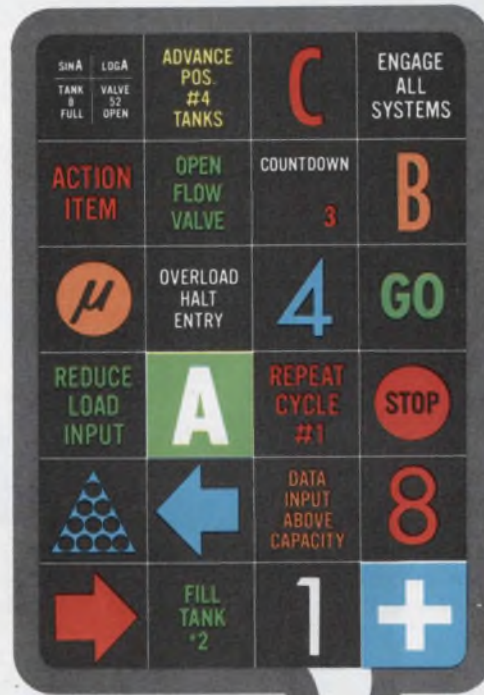 SINA LOGA
TANK 8 FULL VALVE 52 OPEN
ADVANCE
POS.
#4
TANKS
C
ENGAGE
ALL
SYSTEMS
ACTION
ITEM
OPEN
FLOW
VALVE
COUNTDOWN
3
B
μ
OVERLOAD
HALT
ENTRY
4
GO
REDUCE
LOAD
INPUT
A
REPEAT
CYCLE
#1
STOP
DATA
INPUT
ABOVE
CAPACITY
8
FILL
TANK
1
+